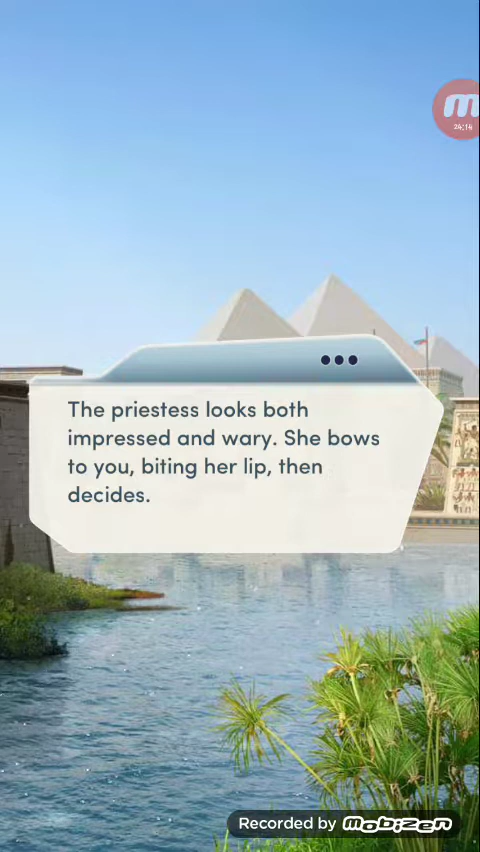 24:14
The priestess looks both
impressed and wary. She bows
to you, biting her lip, then
decides.
Recorded by Mobizen